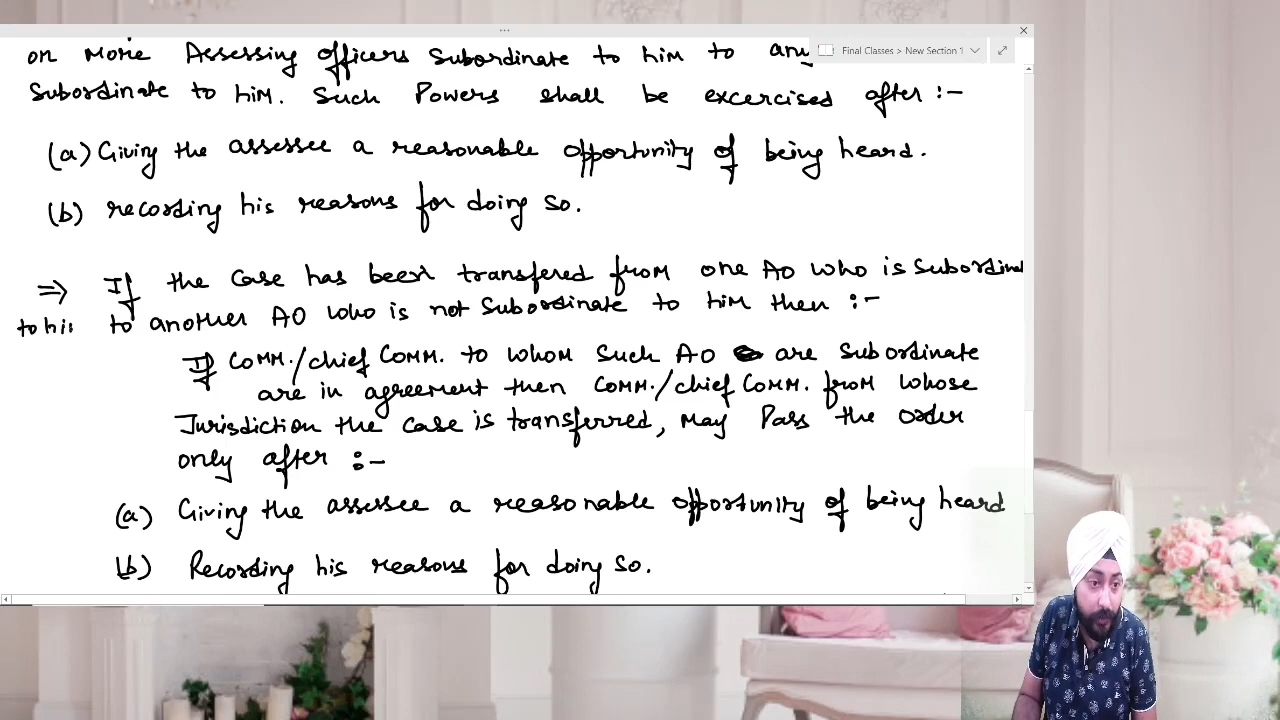 Final Classes > New Section 1
on More Assessing officers Subordinate to him to any
Subordinate to him. Such Powers shall be excercised after :-
(a) Giving the assessee a reasonable opportunity of being heard.
(b) recording his reasons for doing so.
⇒ If the case has been transfered from one AO who is Subordinat
to hi to another AO who is not Subordinate to him then :-
If COMM./chief COMM. to whom such AO are subordinate
are in agreement then COMM./chief COMM. from whose
Jurisdiction the case is transferred, may Pass the order
only after :-
(a) Giving the assessee a reasonable opportunity of being heard
(b) Recording his reasons for doing so.